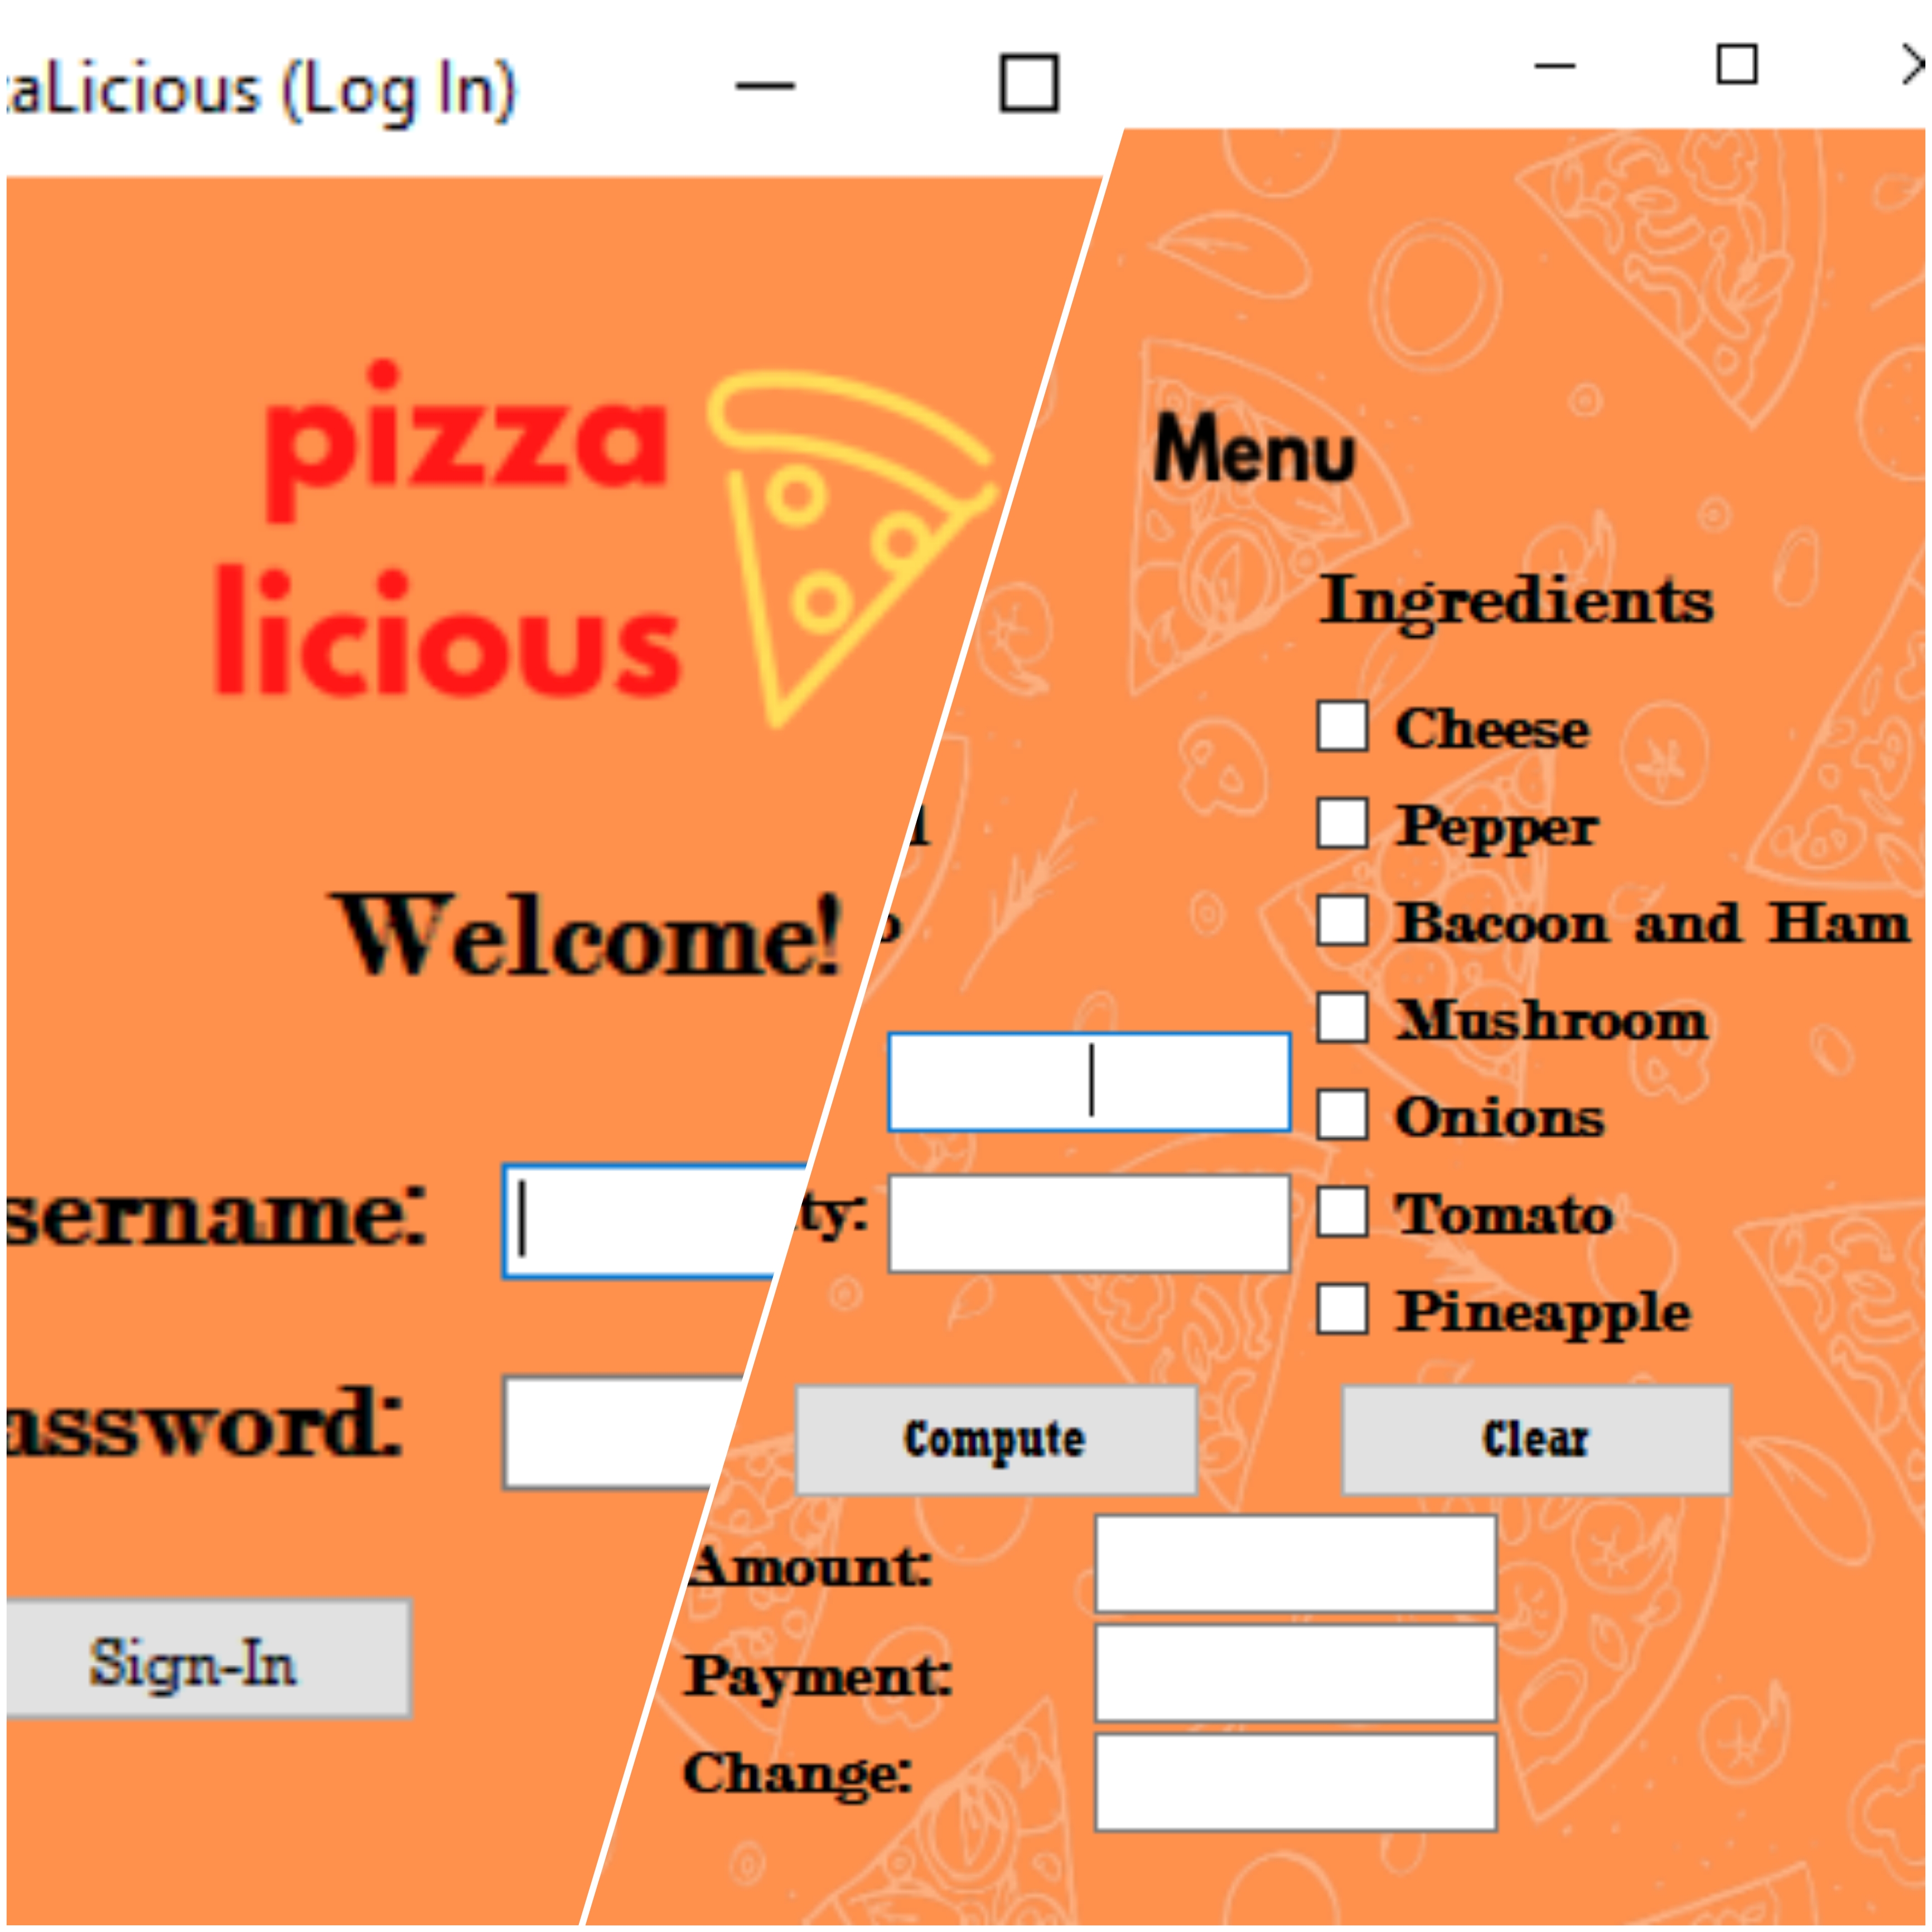 aLicious (Log In)
pizza
licious
Welcome!
sername:
assword:
Sign-In
Menu
Ingredients
Cheese
Pepper
Bacoon and Ham
Mushroom
Onions
Tomato
Pineapple
ty:
Compute
Clear
Amount:
Payment:
Change: